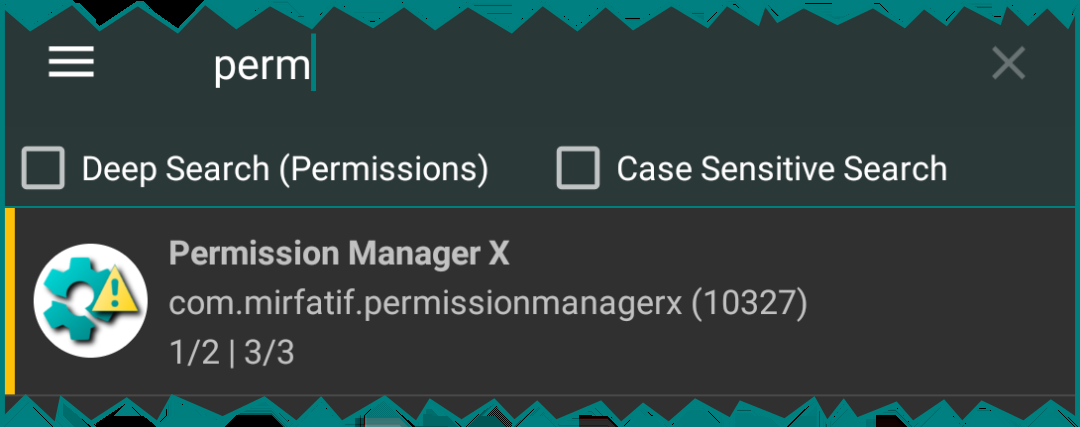 perm
Deep Search (Permissions) Case Sensitive Search
Permission Manager X
com.mirfatif.permissionmanagerx (10327)
1/2 | 3/3